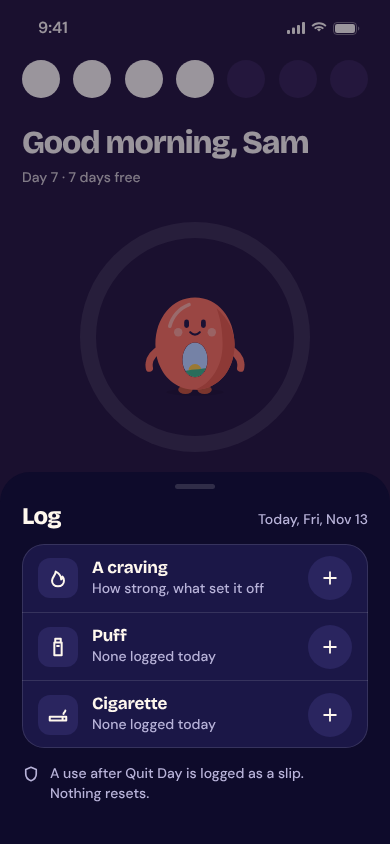 9:41
Good morning, Sam
Day 7 · 7 days free
Log
Today, Fri, Nov 13
A craving
How strong, what set it off
Puff
None logged today
Cigarette
None logged today
A use after Quit Day is logged as a slip.
Nothing resets.